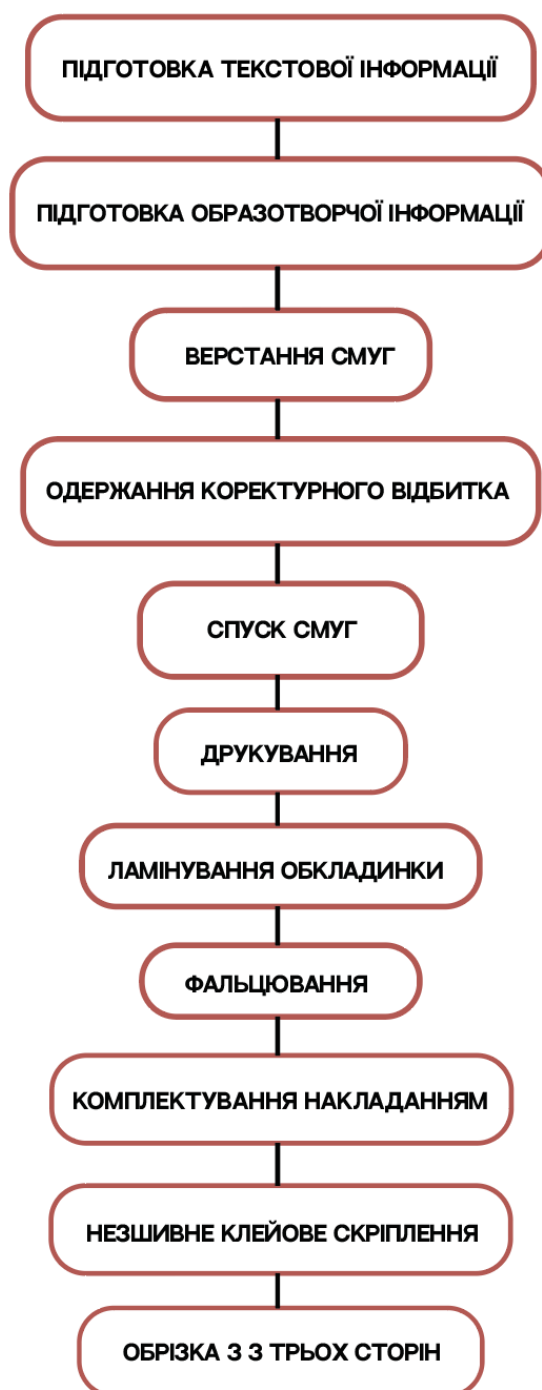 ПІДГОТОВКА ТЕКСТОВОЇ ІНФОРМАЦІЇ
ПІДГОТОВКА ОБРАЗОТВОРЧОЇ ІНФОРМАЦІЇ
ВЕРСТАННЯ СМУГ
ОДЕРЖАННЯ КОРЕКТУРНОГО ВІДБИТКА
СПУСК СМУГ
ДРУКУВАННЯ
ЛАМІНУВАННЯ ОБКЛАДИНКИ
ФАЛЬЦЮВАННЯ
КОМПЛЕКТУВАННЯ НАКЛАДАННЯМ
НЕЗШИВНЕ КЛЕЙОВЕ СКРІПЛЕННЯ
ОБРІЗКА З 3 ТРЬОХ СТОРІН